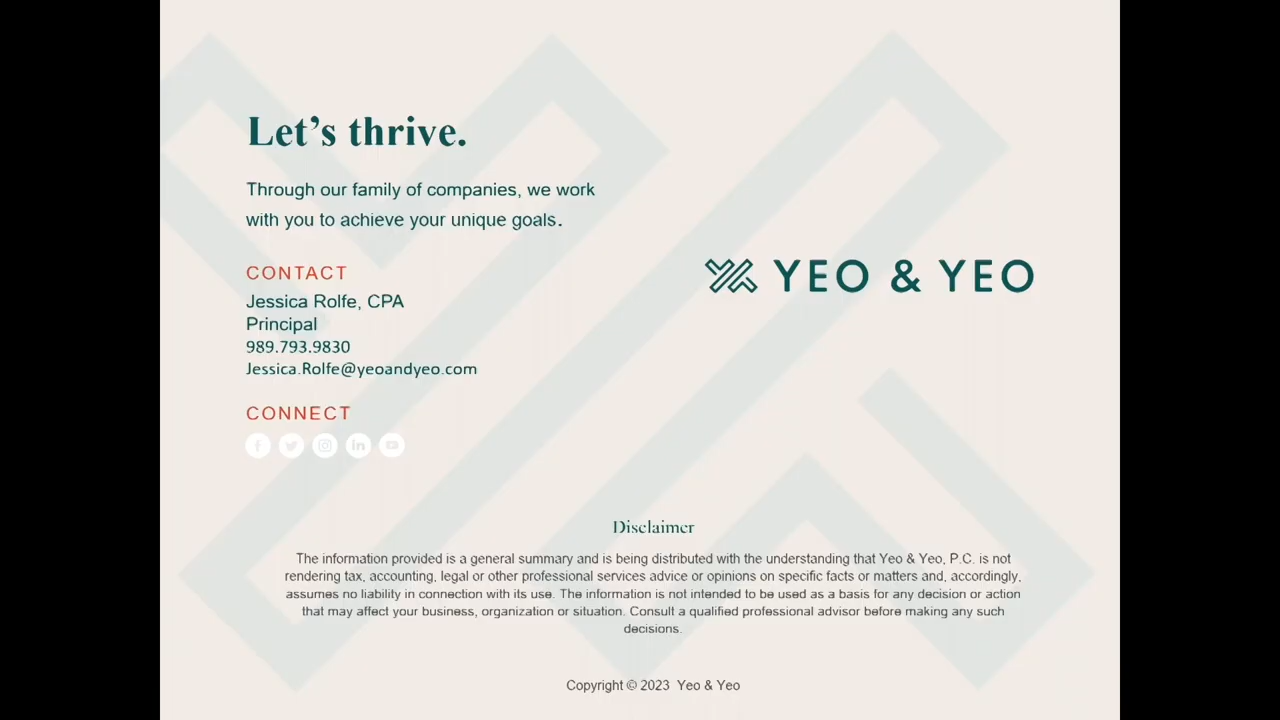 Let’s thrive.
Through our family of companies, we work
with you to achieve your unique goals.
CONTACT
Jessica Rolfe, CPA
Principal
989.793.9830
Jessica.Rolfe@yeoandyeo.com
CONNECT
YEO & YEO
Disclaimer
The information provided is a general summary and is being distributed with the understanding that Yeo & Yeo, P.C. is not
rendering tax, accounting, legal or other professional services advice or opinions on specific facts or matters and, accordingly,
assumes no liability in connection with its use. The information is not intended to be used as a basis for any decision or action
that may affect your business, organization or situation. Consult a qualified professional advisor before making any such
decisions.
Copyright © 2023 Yeo & Yeo